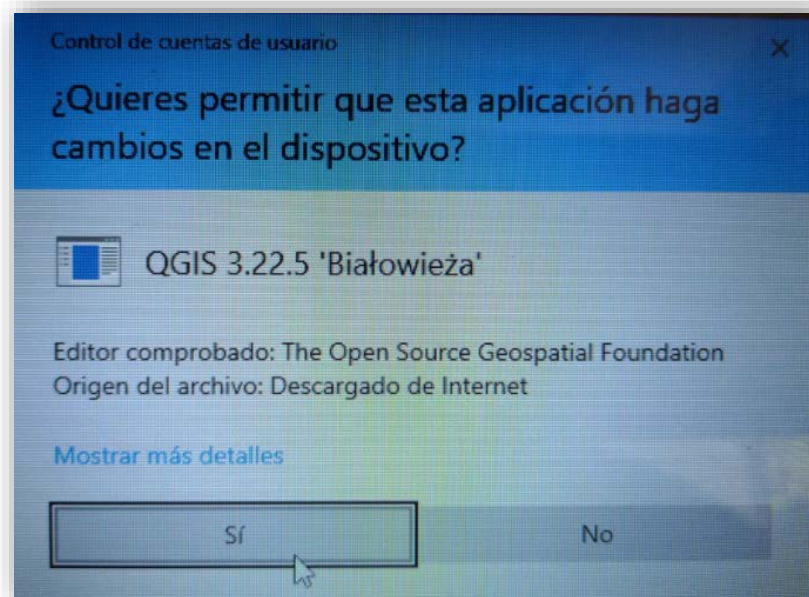 Control de cuentas de usuario
¿Quieres permitir que esta aplicación haga
cambios en el dispositivo?
QGIS 3.22.5 'Białowieża'
Editor comprobado: The Open Source Geospatial Foundation
Origen del archivo: Descargado de Internet
Mostrar más detalles
Sí
No